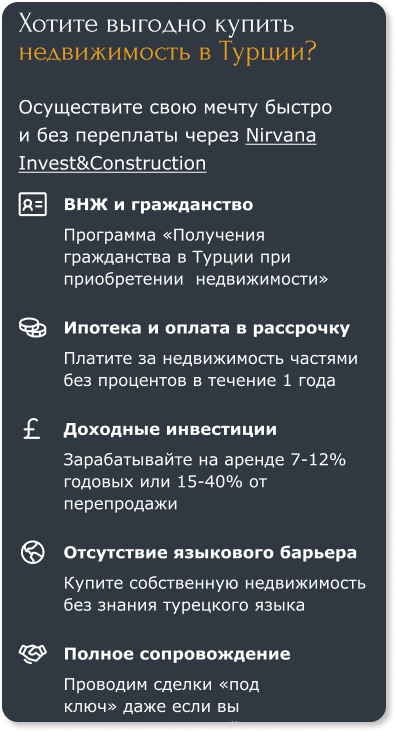 Хотите выгодно купить
недвижимость в Турции?
Осуществите свою мечту быстро
и без переплаты через Nirvana
Invest&Construction
ВНЖ и гражданство
Программа «Получения
гражданства в Турции при
приобретении  недвижимости»
Ипотека и оплата в рассрочку
Платите за недвижимость частями
без процентов в течение 1 года
Доходные инвестиции
Зарабатывайте на аренде 7-12%
годовых или 15-40% от
перепродажи
Отсутствие языкового барьера
Купите собственную недвижимость
без знания турецкого языка
Полное сопровождение
Проводим сделки «под
ключ» даже если вы